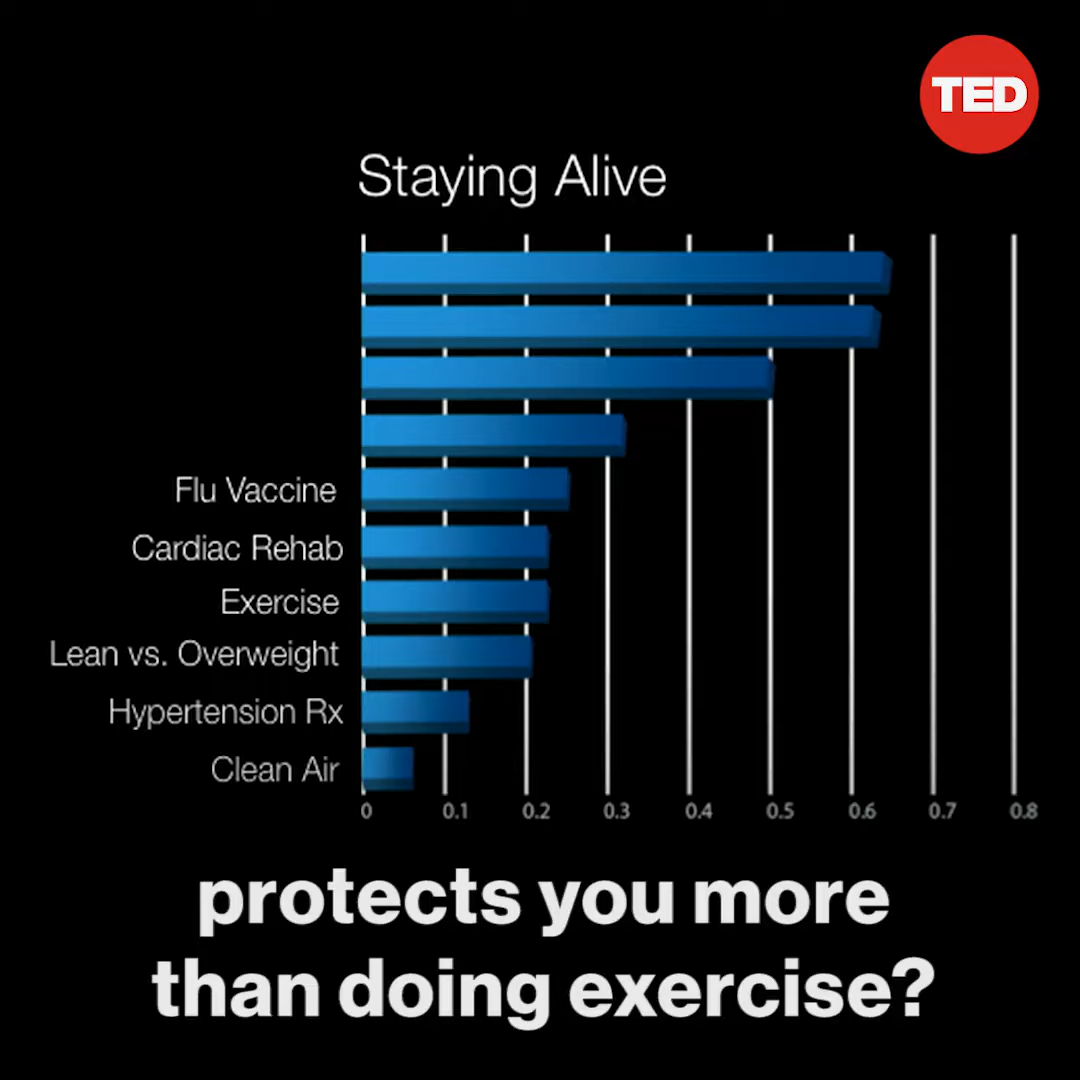 TED
Staying Alive
Flu Vaccine
Cardiac Rehab
Exercise
Lean vs. Overweight
Hypertension Rx
Clean Air
0 0.1 0.2 0.3 0.4 0.5 0.6 0.7 0.8
protects you more
than doing exercise?